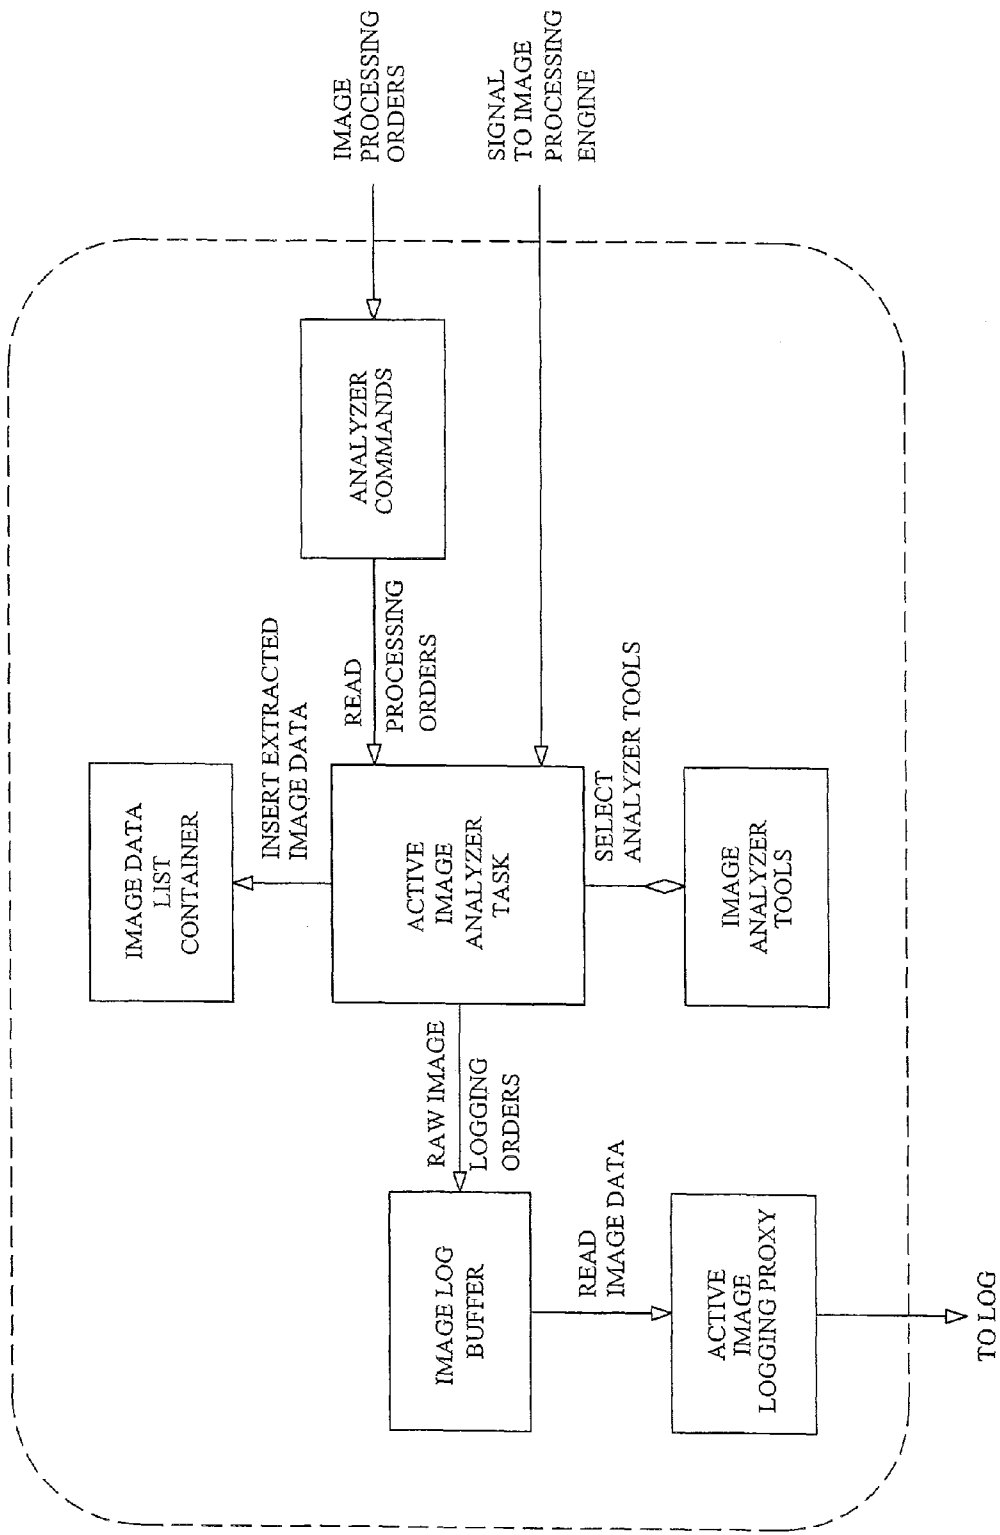 IMAGE DATA
LIST
CONTAINER
INSERT EXTRACTED
IMAGE DATA
IMAGE
PROCESSING
ORDERS
ANALYZER
COMMANDS
READ
PROCESSING
ORDERS
ACTIVE
IMAGE
ANALYZER
TASK
RAW IMAGE
LOGGING
ORDERS
IMAGE LOG
BUFFER
SIGNAL
TO IMAGE
PROCESSING
ENGINE
SELECT
ANALYZER TOOLS
READ
IMAGE DATA
IMAGE
ANALYZER
TOOLS
ACTIVE
IMAGE
LOGGING PROXY
TO LOG